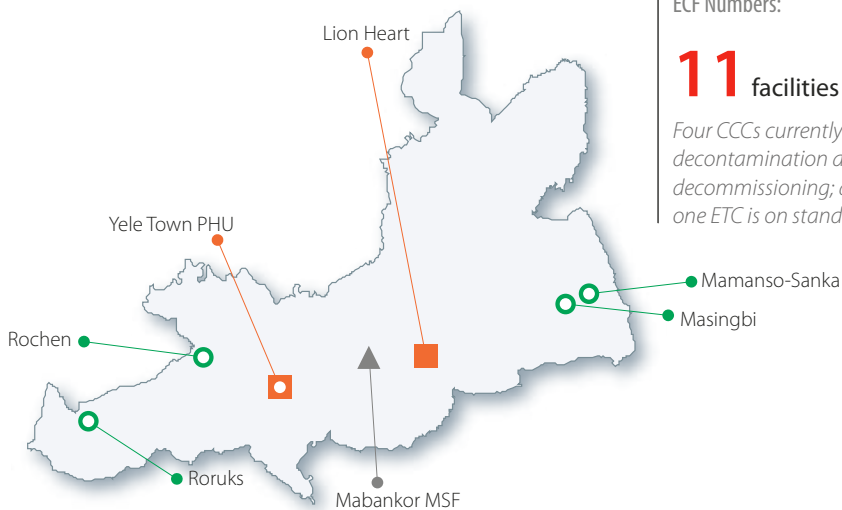 ECF Numbers:
11 facilities
Four CCCs currently
decontamination a
decommissioning;
one ETC is on stand
Lion Heart
Yele Town PHU
Mamanso-Sanka
Masingbi
Rochen
Roruks
Mabankor MSF